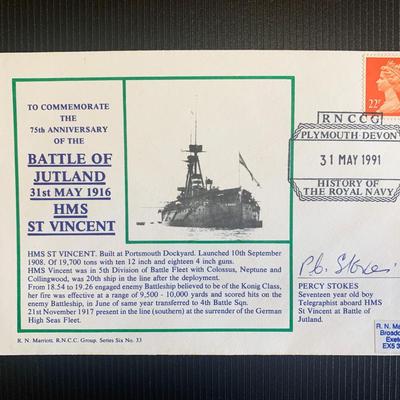 TO COMMEMORATE
THE
75th ANNIVERSARY
OF THE
BATTLE OF
JUTLAND
31st MAY 1916
HMS
ST VINCENT
HMS ST VINCENT. Built at Portsmouth Dockyard. Launched 10th September
1908. Of 19,700 tons with ten 12 inch and eighteen 4 inch guns.
HMS Vincent was in 5th Division of Battle Fleet with Colossus, Neptune and
Collingwood, was 20th ship in the line after the deployment.
From 18.54 to 19.26 engaged enemy Battleship believed to be of the Konig Class,
her fire was effective at a range of 9,500 - 10,000 yards and scored hits on the
enemy Battleship, in June of same year transferred to 4th Battle Sqn.
21st November 1917 present in the line (southern) at the surrender of the German
High Seas Fleet.
R. N. Marriott. R.N.C.C. Group. Series Six No. 33
22P
RNCCG
PLYMOUTH · DEVON
31 MAY 1991
HISTORY OF
THE ROYAL NAVY
P.G. Stokes
PERCY STOKES
Seventeen year old boy
Telegraphist aboard HMS
St Vincent at Battle of
Jutland.
R. N. Ma
Broadc
Exete
EX5 3